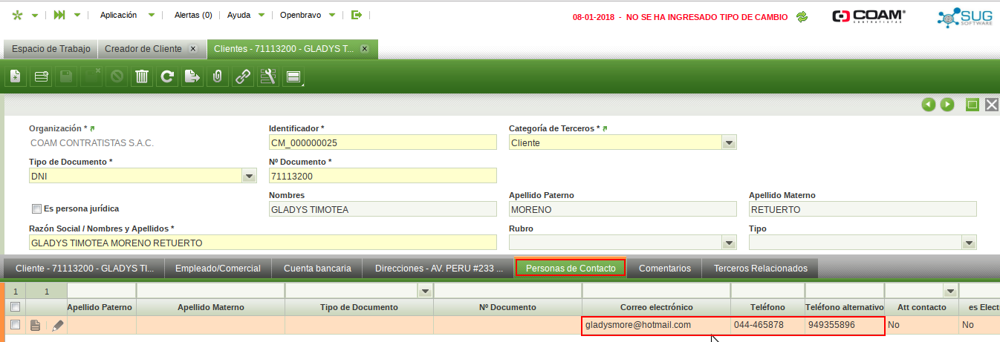 Aplicación Alertas (0) Ayuda Openbravo
08-01-2018 - NO SE HA INGRESADO TIPO DE CAMBIO
COAM
CONTRATISTAS
SUG
SOFTWARE
Espacio de Trabajo Creador de Cliente x Clientes - 71113200 - GLADYS T... x
Organización *
COAM CONTRATISTAS S.A.C.
Identificador *
CM_000000025
Categoría de Terceros *
Cliente
Tipo de Documento *
DNI
Nº Documento *
71113200
Es persona jurídica
Nombres
GLADYS TIMOTEA
Apellido Paterno
MORENO
Apellido Materno
RETUERTO
Razón Social / Nombres y Apellidos *
GLADYS TIMOTEA MORENO RETUERTO
Rubro
Tipo
Cliente - 71113200 - GLADYS TI... Empleado/Comercial Cuenta bancaria Direcciones - AV. PERU #233 ... Personas de Contacto Comentarios Terceros Relacionados
1 1
Apellido Paterno Apellido Materno Tipo de Documento Nº Documento Correo electrónico Teléfono Teléfono alternativo Att contacto es Elect
gladysmore@hotmail.com 044-465878 949355896 No No